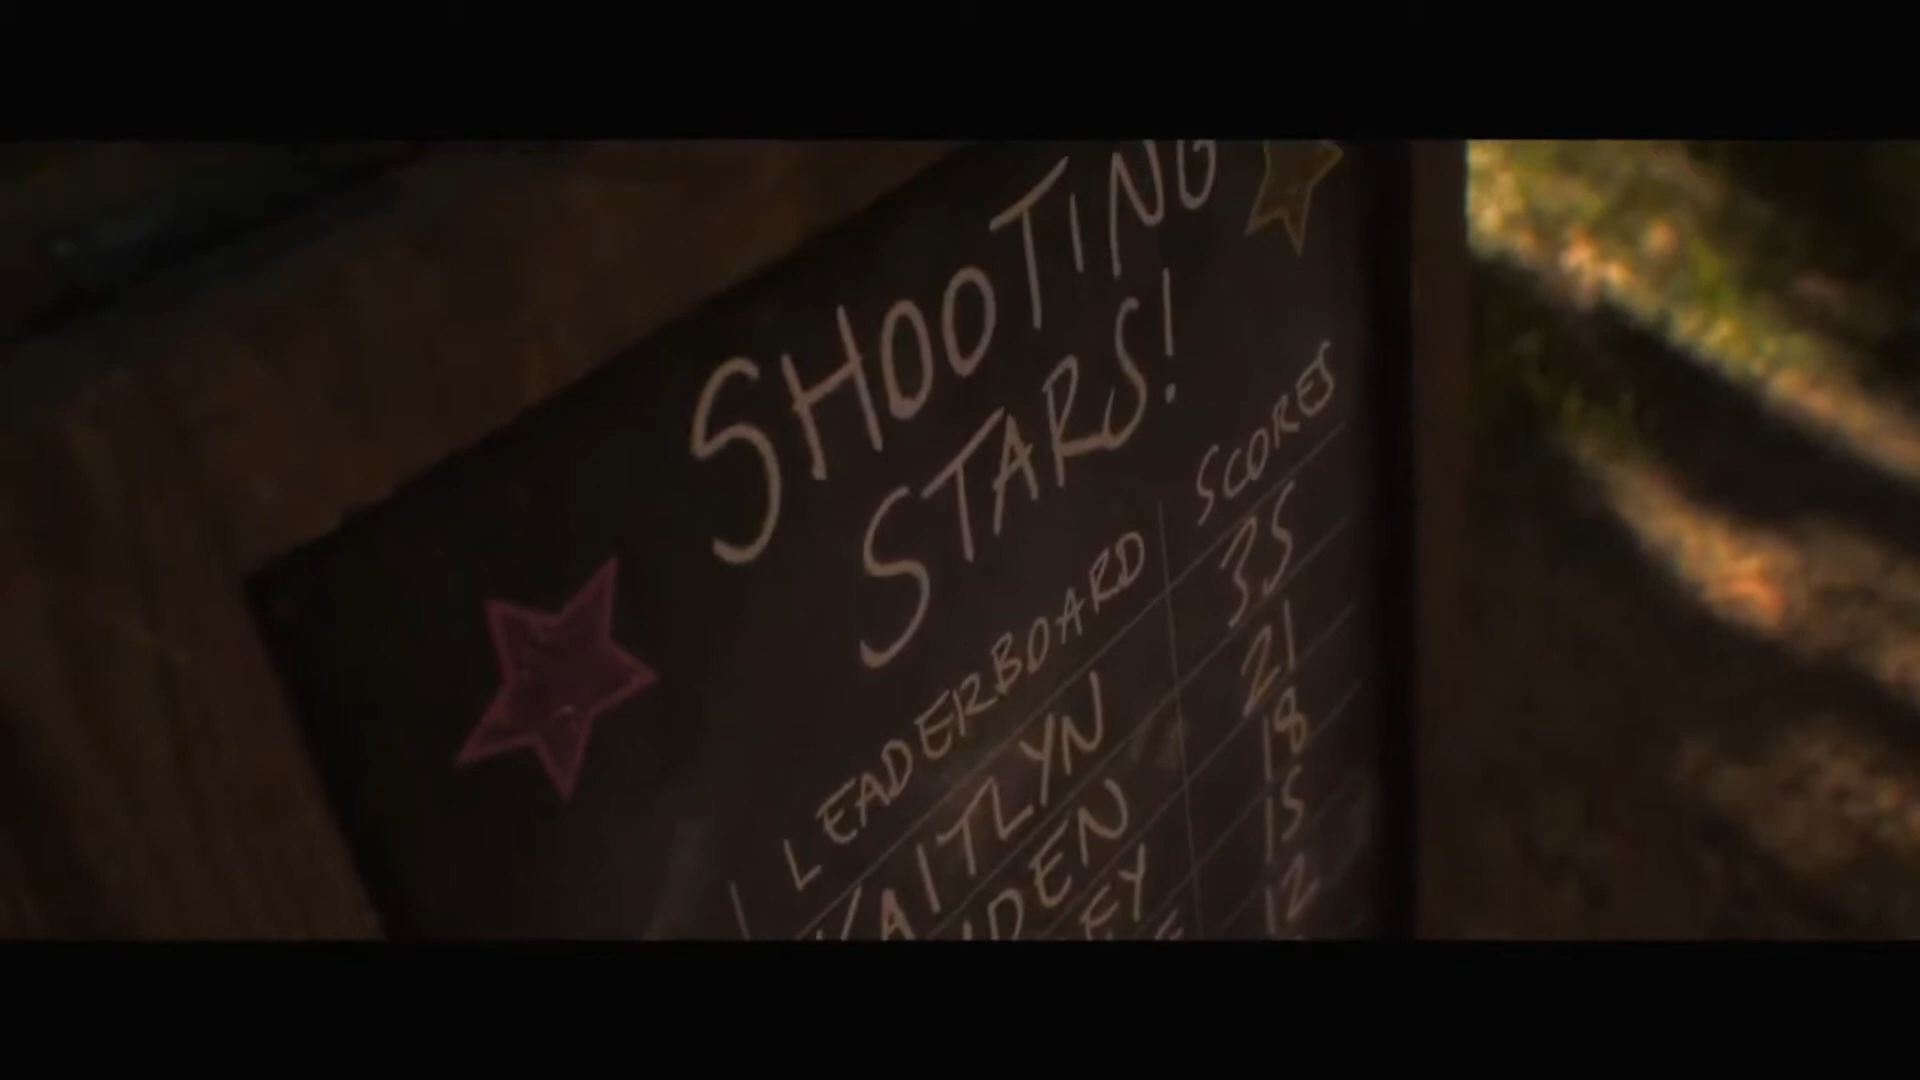 SHOOTING
STARS!
LEADERBOARD SCORES
KAITLYN 35
21
18
15
12